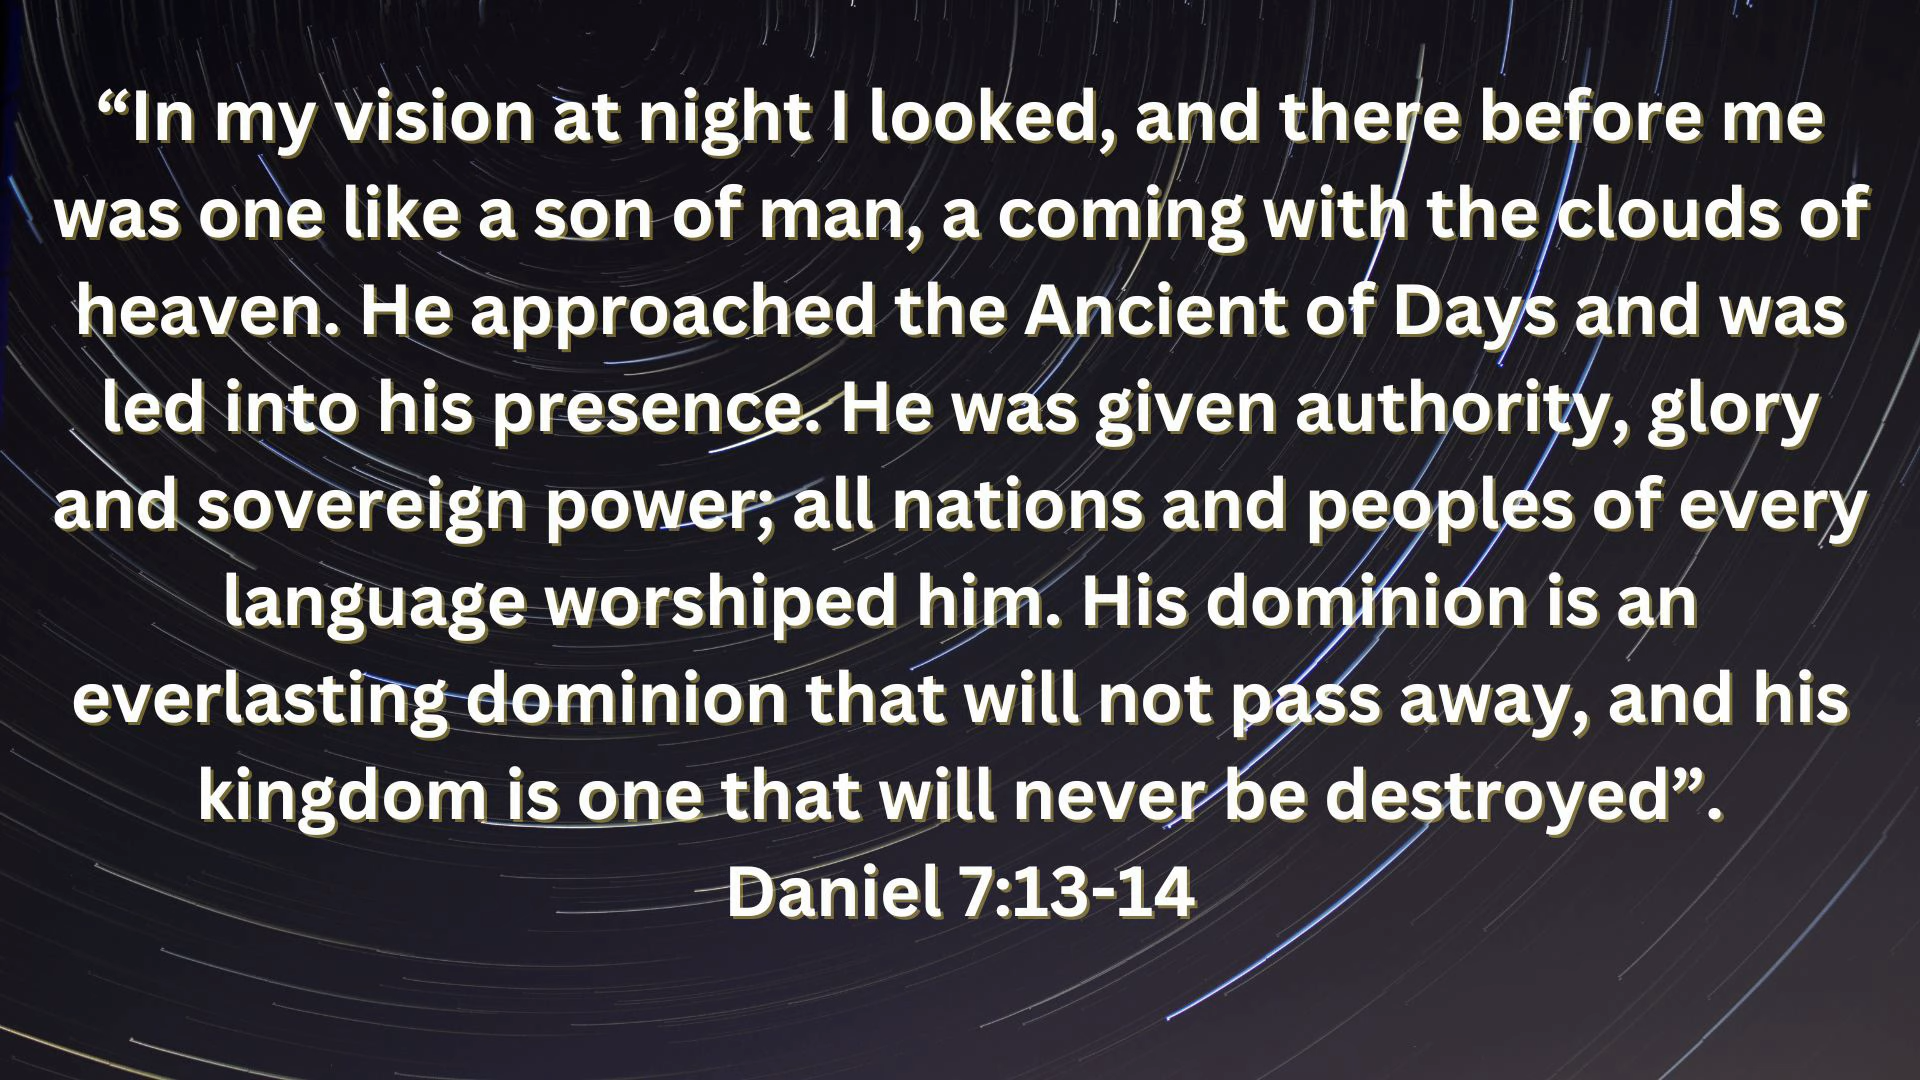 “In my vision at night I looked, and there before me
was one like a son of man, a coming with the clouds of
heaven. He approached the Ancient of Days and was
led into his presence. He was given authority, glory
and sovereign power; all nations and peoples of every
language worshiped him. His dominion is an
everlasting dominion that will not pass away, and his
kingdom is one that will never be destroyed”.
Daniel 7:13-14